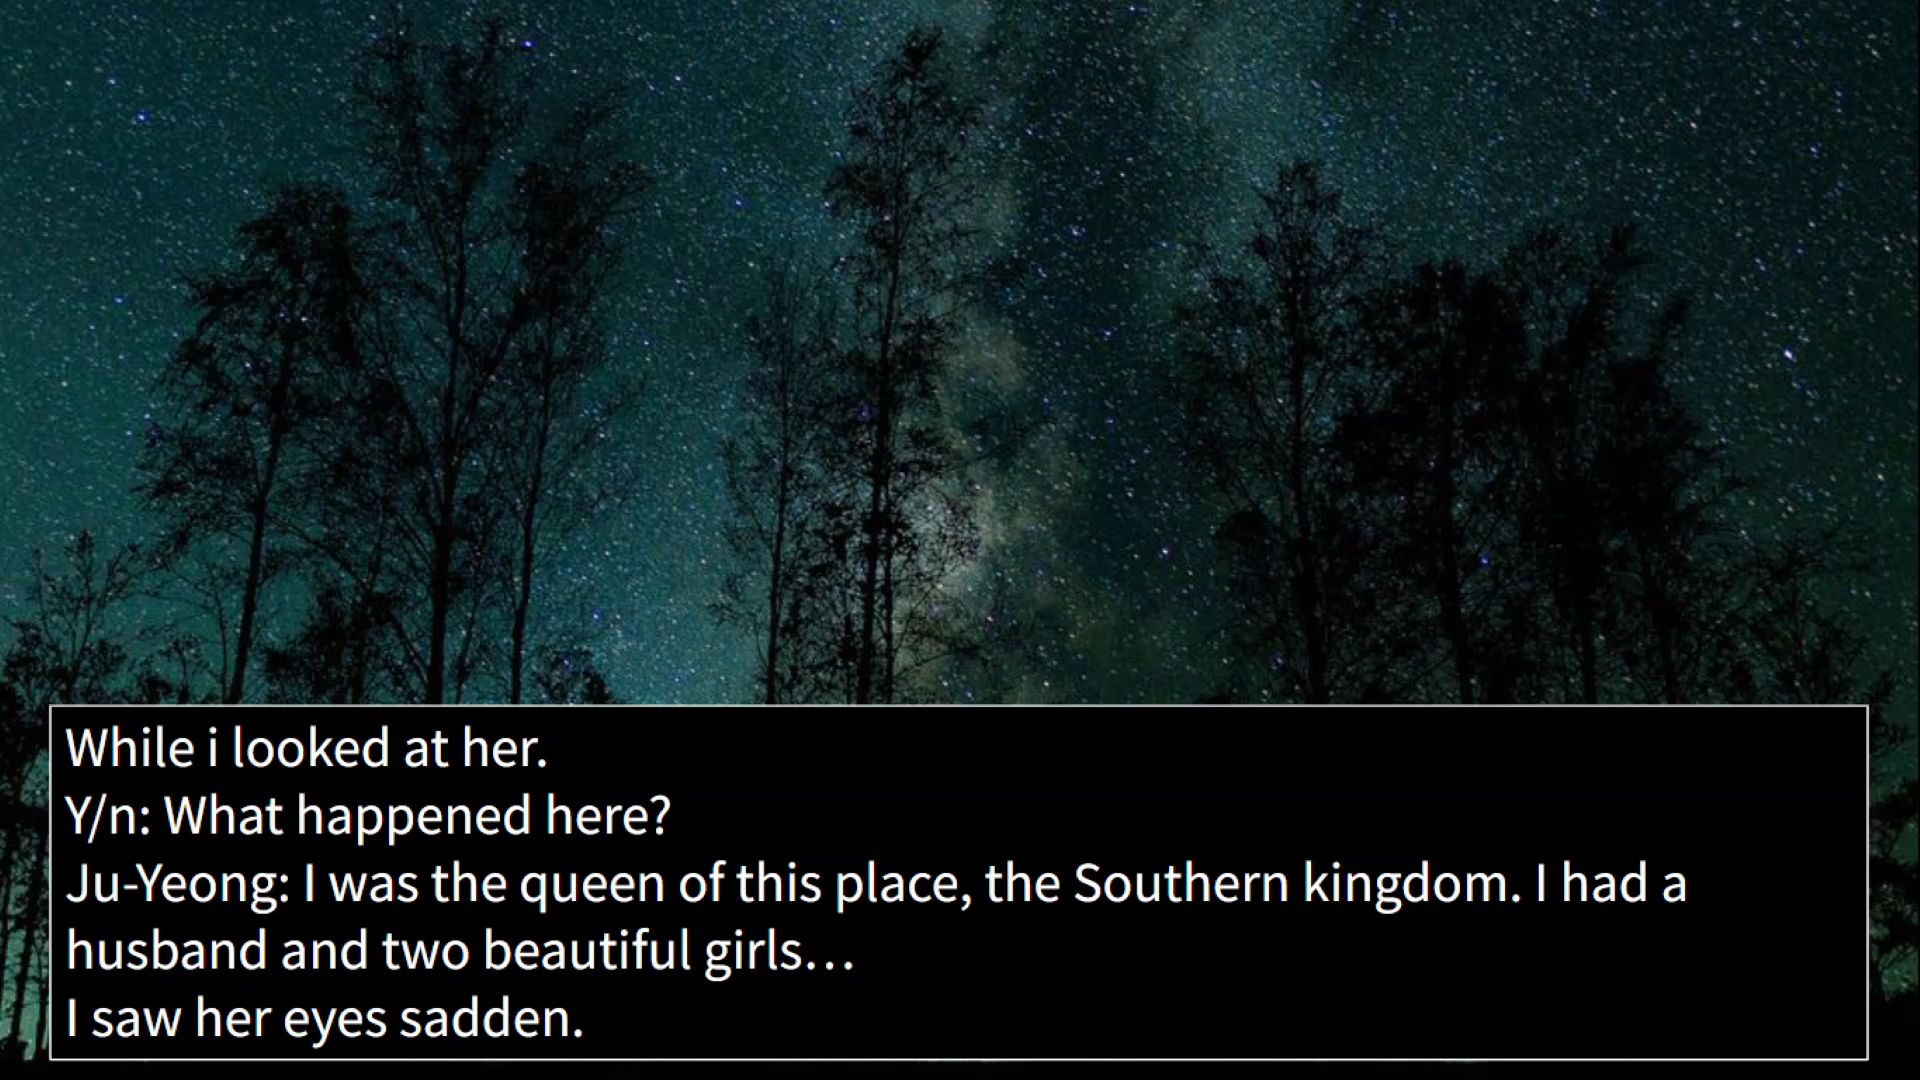 While i looked at her.
Y/n: What happened here?
Ju-Yeong: I was the queen of this place, the Southern kingdom. I had a
husband and two beautiful girls…
I saw her eyes sadden.